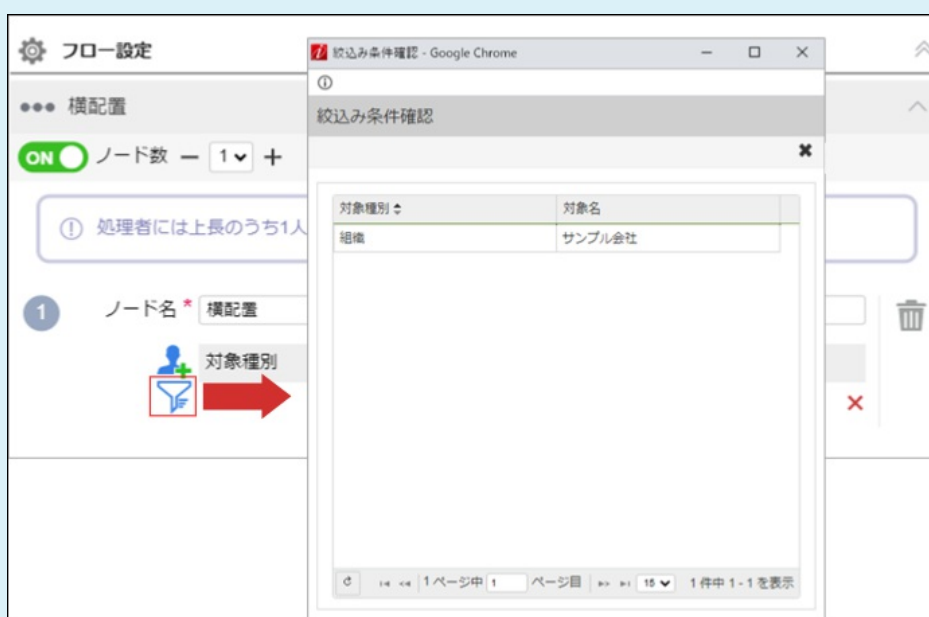 フロー設定
横配置
ON ノード数 1
処理者には上長のうち1人
1 ノード名 * 横配置
対象種別
絞込み条件確認 - Google Chrome
絞込み条件確認
対象種別 対象名
組織 サンプル会社
1 ページ中 1 ページ目 15 1 件中 1 - 1 を表示